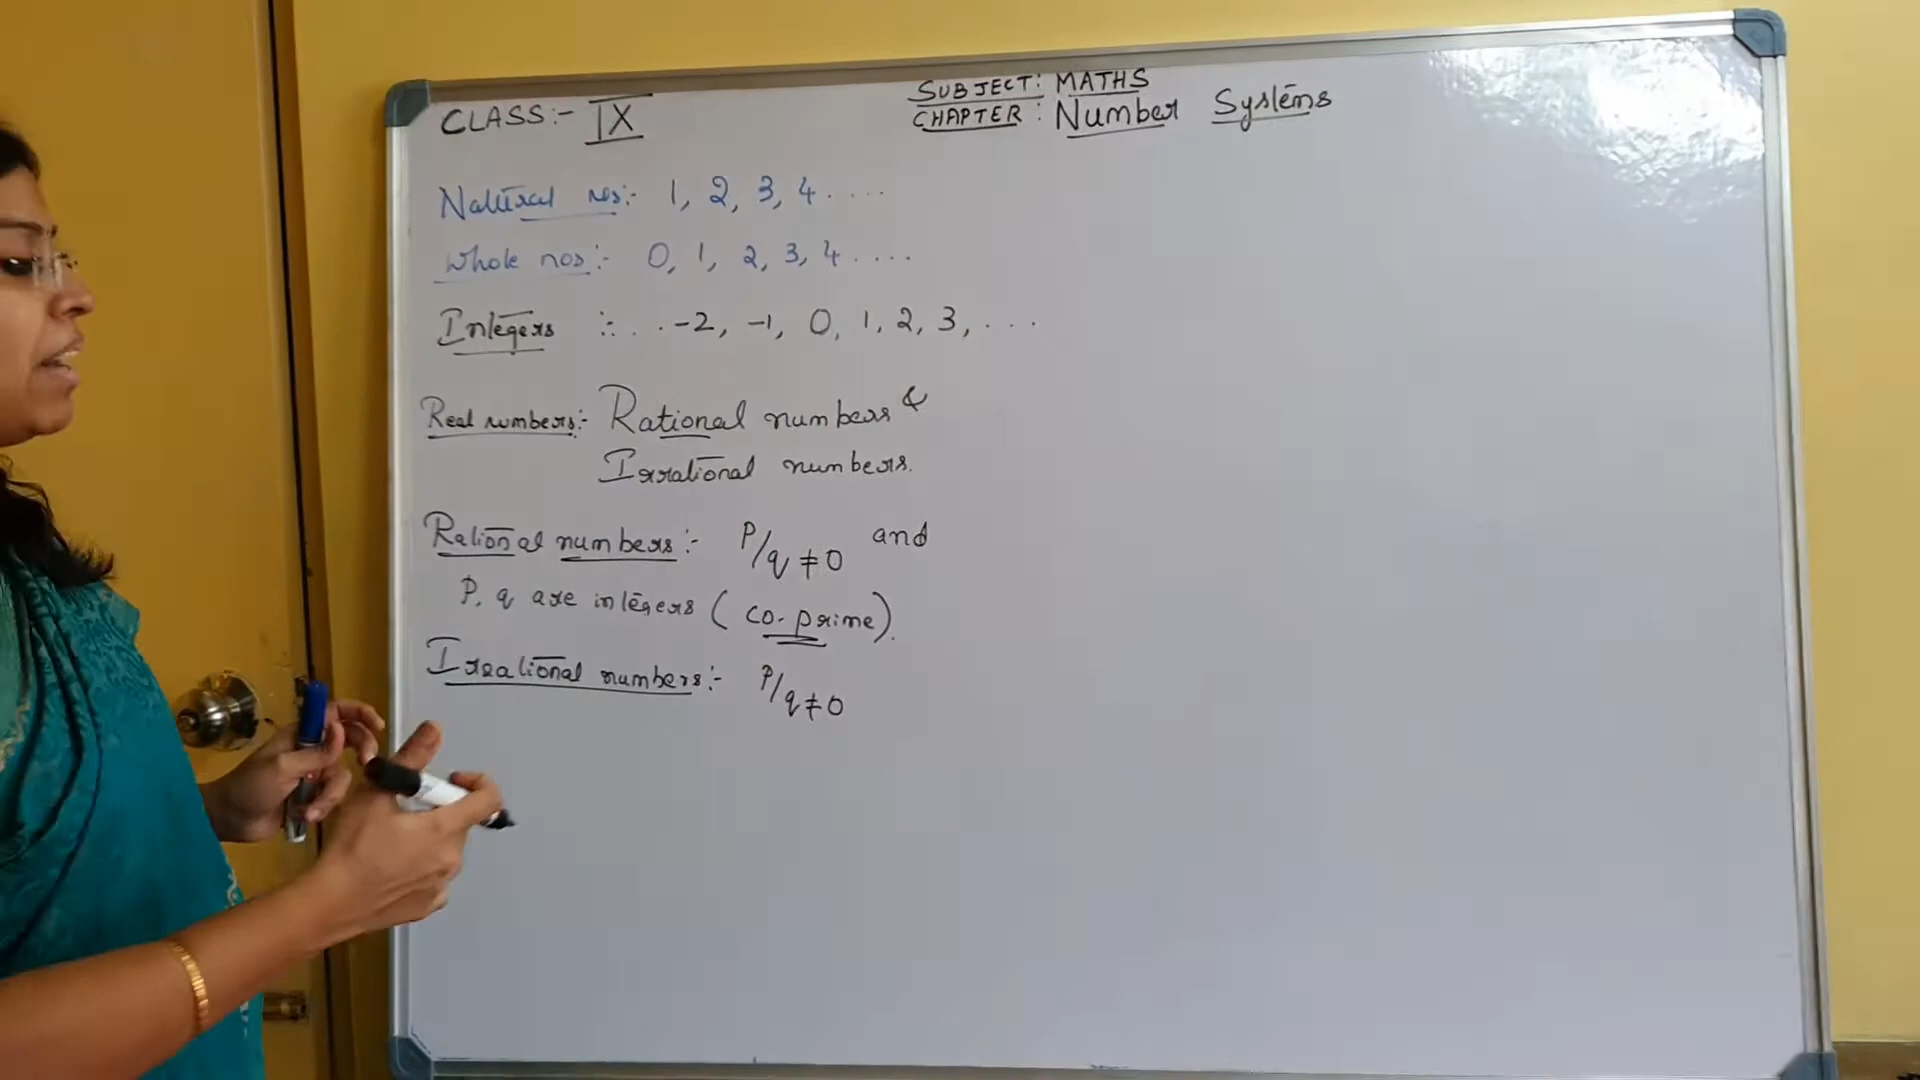 CLASS:- IX
SUBJECT: MATHS
CHAPTER: Number Systems
Natural nos:- 1, 2, 3, 4 ....
Whole nos:- 0, 1, 2, 3, 4 ....
Integers :- .. -2, -1, 0, 1, 2, 3, ....
Real numbers:- Rational numbers &
Irrational numbers.
Rational numbers:- P/q ≠ 0 and
P, q are integers (co-prime).
Irrational numbers:- P/q ≠ 0